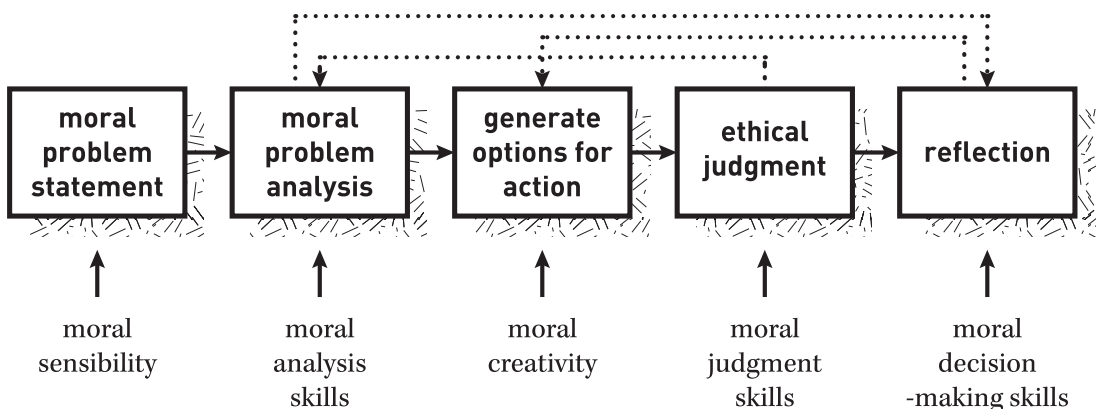 moral
problem
statement
moral
problem
analysis
generate
options for
action
ethical
judgment
reflection
moral
sensibility
moral
analysis
skills
moral
creativity
moral
judgment
skills
moral
decision
-making skills